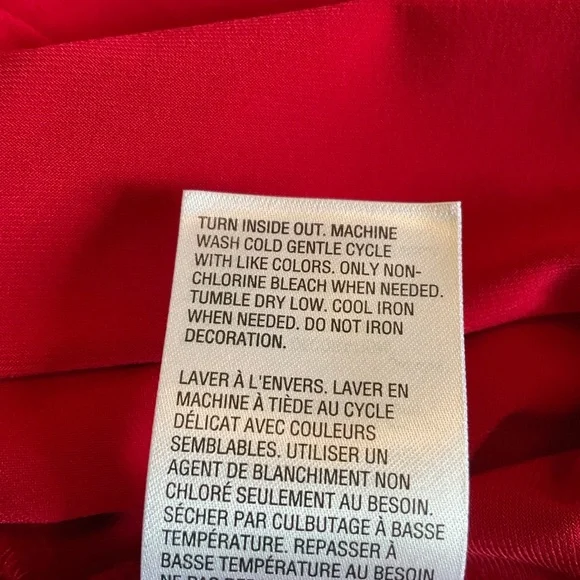 TURN INSIDE OUT. MACHINE
WASH COLD GENTLE CYCLE
WITH LIKE COLORS. ONLY NON-
CHLORINE BLEACH WHEN NEEDED.
TUMBLE DRY LOW. COOL IRON
WHEN NEEDED. DO NOT IRON
DECORATION.
LAVER À L'ENVERS. LAVER EN
MACHINE À TIÈDE AU CYCLE
DÉLICAT AVEC COULEURS
SEMBLABLES. UTILISER UN
AGENT DE BLANCHIMENT NON
CHLORÉ SEULEMENT AU BESOIN.
SÉCHER PAR CULBUTAGE À BASSE
TEMPÉRATURE. REPASSER À
BASSE TEMPÉRATURE AU BESOIN
NE PAS